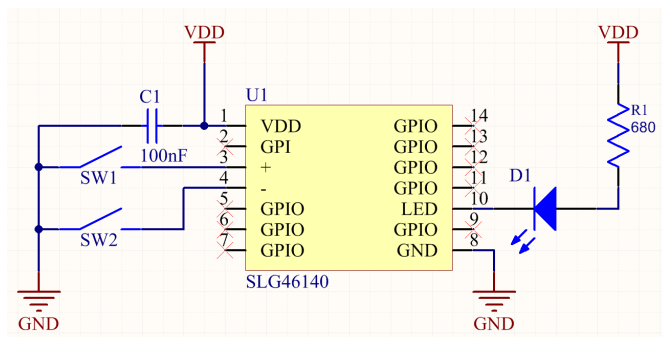 VDD
VDD
C1
100nF
U1
1 VDD GPIO 14
2 GPI GPIO 13
3 + GPIO 12
4 - GPIO 11
5 GPIO LED 10
6 GPIO GPIO 9
7 GPIO GND 8
SW1
SW2
D1
R1
680
SLG46140
GND
GND